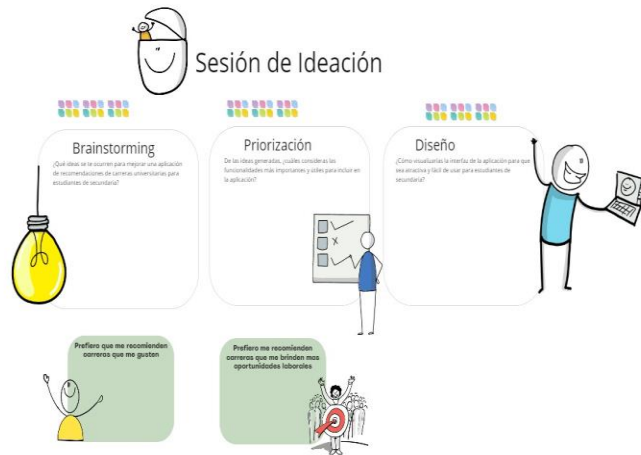 Sesión de Ideación
Brainstorming
¿Qué ideas se te ocurren para mejorar una aplicación
de recomendaciones de carreras universitarias para
estudiantes de secundaria?
Priorización
De las ideas generadas, ¿cuáles consideras las
funcionalidades más importantes y útiles para incluir en
la aplicación?
Diseño
¿Cómo visualizarías la interfaz de la aplicación para que
sea atractiva y fácil de usar para estudiantes de
secundaria?
Prefiero que me recomienden
carreras que me gusten
Prefiero me recomienden
carreras que me brinden mas
oportunidades laborales